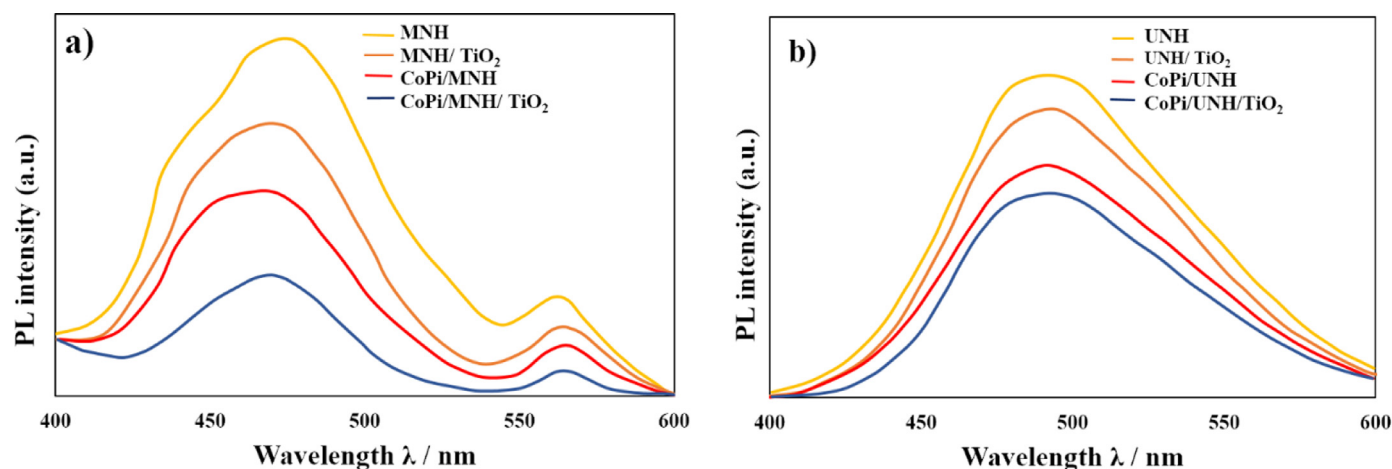 a)
MNH
MNH/ TiO₂
CoPi/MNH
CoPi/MNH/ TiO₂
PL intensity (a.u.)
400 450 500 550 600
Wavelength λ / nm
b)
UNH
UNH/ TiO₂
CoPi/UNH
CoPi/UNH/TiO₂
PL intensity (a.u.)
400 450 500 550 600
Wavelength λ / nm